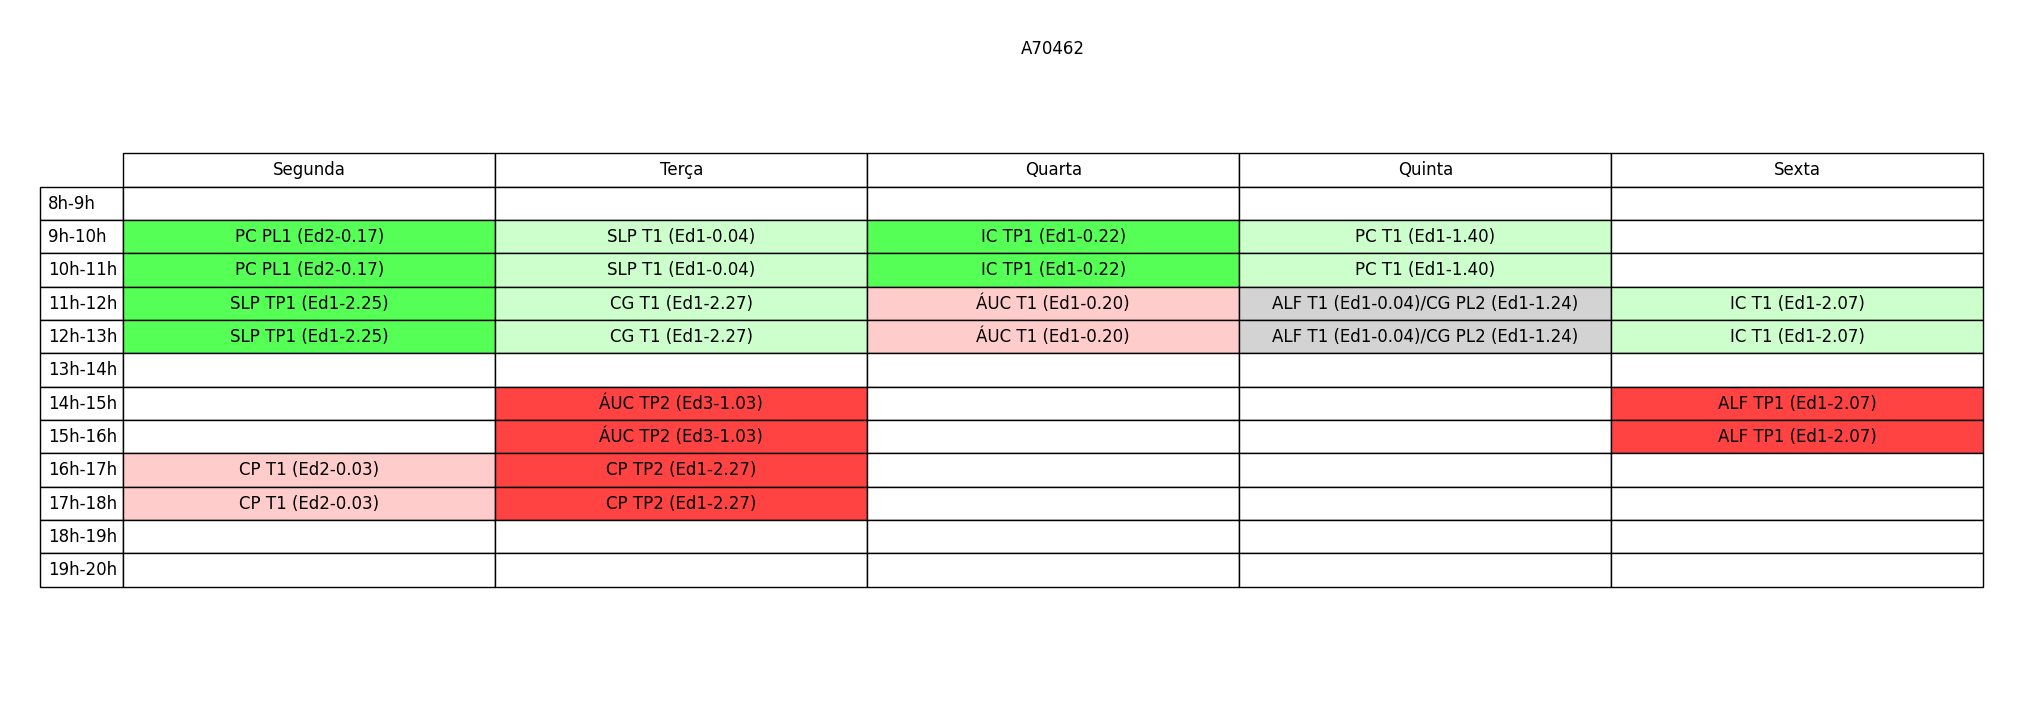 A70462
Segunda Terça Quarta Quinta Sexta
8h-9h
9h-10h PC PL1 (Ed2-0.17) SLP T1 (Ed1-0.04) IC TP1 (Ed1-0.22) PC T1 (Ed1-1.40)
10h-11h PC PL1 (Ed2-0.17) SLP T1 (Ed1-0.04) IC TP1 (Ed1-0.22) PC T1 (Ed1-1.40)
11h-12h SLP TP1 (Ed1-2.25) CG T1 (Ed1-2.27) ÁUC T1 (Ed1-0.20) ALF T1 (Ed1-0.04)/CG PL2 (Ed1-1.24) IC T1 (Ed1-2.07)
12h-13h SLP TP1 (Ed1-2.25) CG T1 (Ed1-2.27) ÁUC T1 (Ed1-0.20) ALF T1 (Ed1-0.04)/CG PL2 (Ed1-1.24) IC T1 (Ed1-2.07)
13h-14h
14h-15h ÁUC TP2 (Ed3-1.03) ALF TP1 (Ed1-2.07)
15h-16h ÁUC TP2 (Ed3-1.03) ALF TP1 (Ed1-2.07)
16h-17h CP T1 (Ed2-0.03) CP TP2 (Ed1-2.27)
17h-18h CP T1 (Ed2-0.03) CP TP2 (Ed1-2.27)
18h-19h
19h-20h